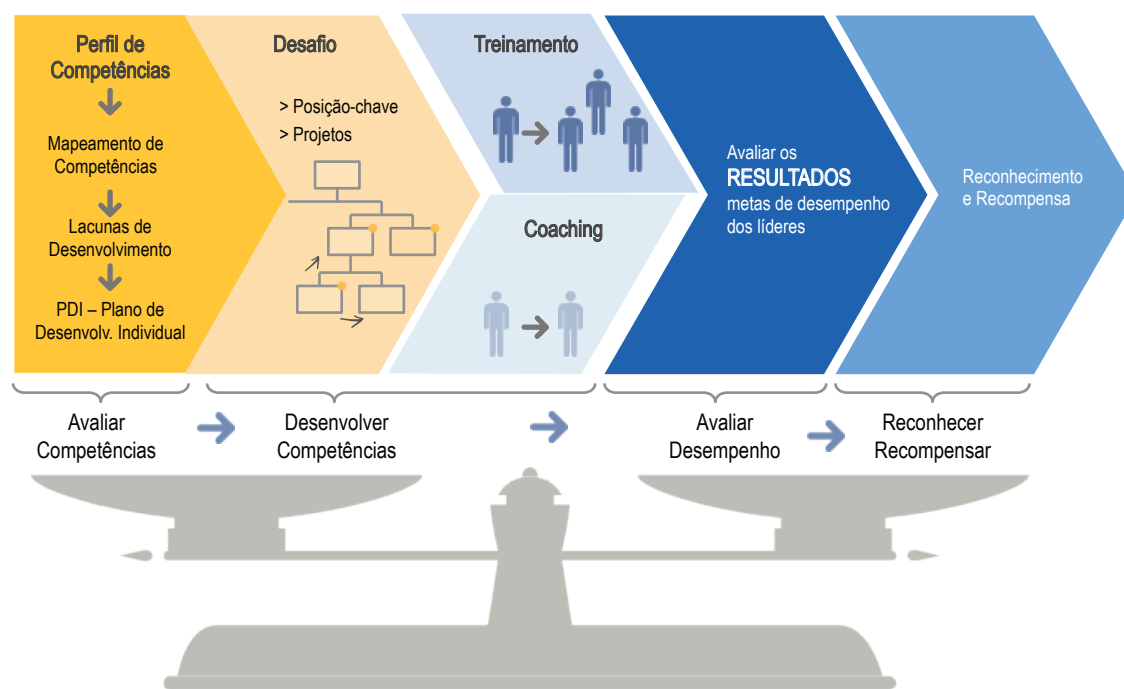 Perfil de
Competências
Mapeamento de
Competências
Lacunas de
Desenvolvimento
PDI – Plano de
Desenvolv. Individual
Desafio
> Posição-chave
> Projetos
Treinamento
Coaching
Avaliar os
RESULTADOS
metas de desempenho
dos líderes
Reconhecimento
e Recompensa
Avaliar
Competências
Desenvolver
Competências
Avaliar
Desempenho
Reconhecer
Recompensar